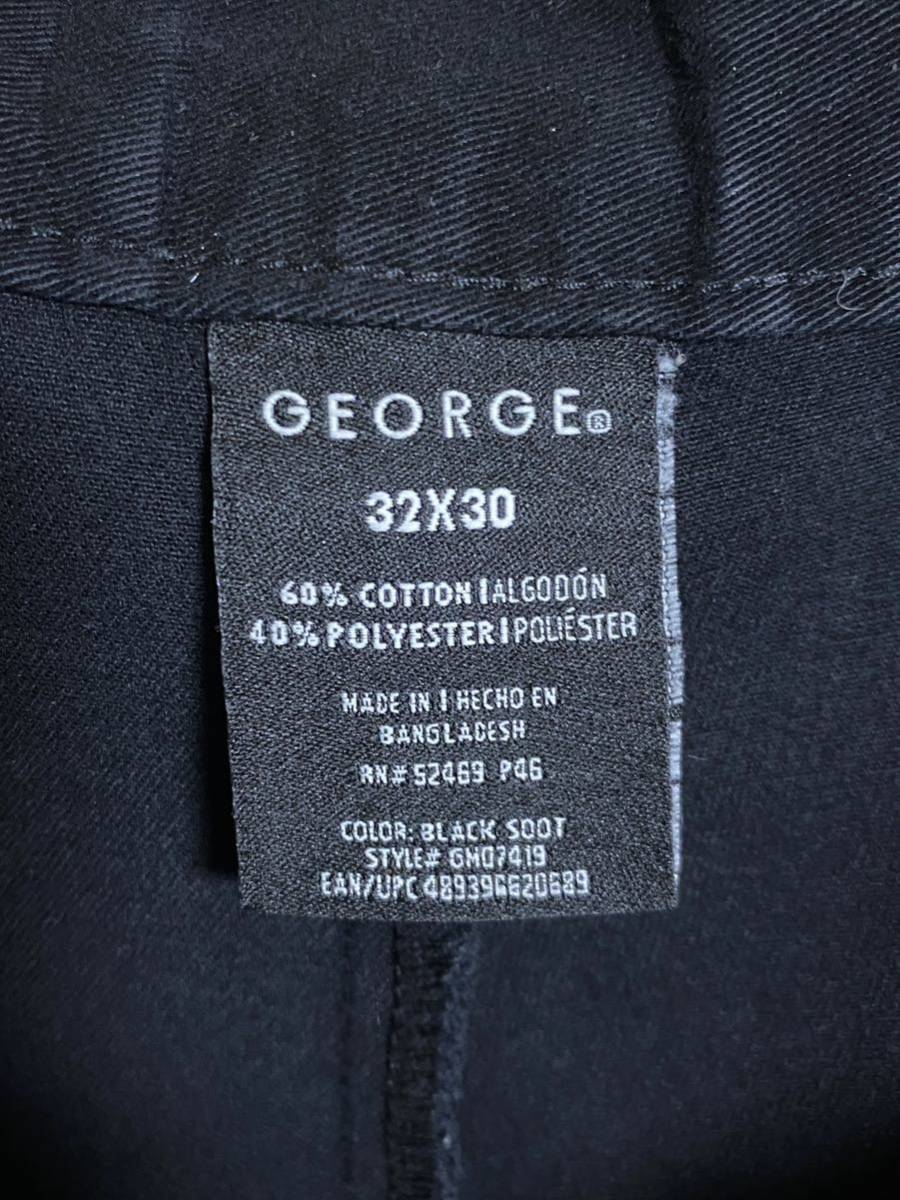 GEORGE®
32X30
60% COTTON | ALGODÓN
40% POLYESTER | POLIÉSTER
MADE IN | HECHO EN
BANGLADESH
RN# 52469 P46
COLOR: BLACK SOOT
STYLE# GM07419
EAN/UPC 489396620689